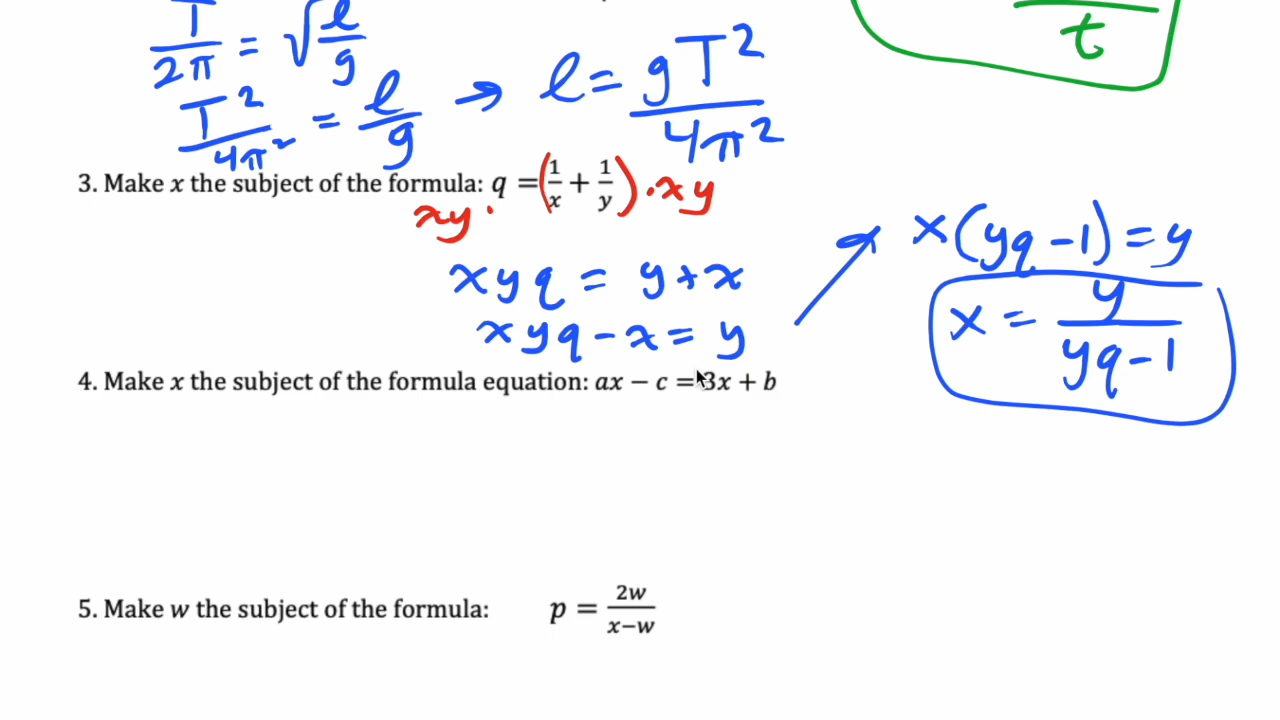 T/2π = √(l/g)
T²/4π² = l/g → l = gT²/4π²
t
3. Make x the subject of the formula: q = (1/x + 1/y) · xy
xy ·
xyq = y + x
xyq − x = y
x(yq − 1) = y
x = y/(yq − 1)
4. Make x the subject of the formula equation: ax − c = 3x + b
5. Make w the subject of the formula: p = 2w/(x−w)